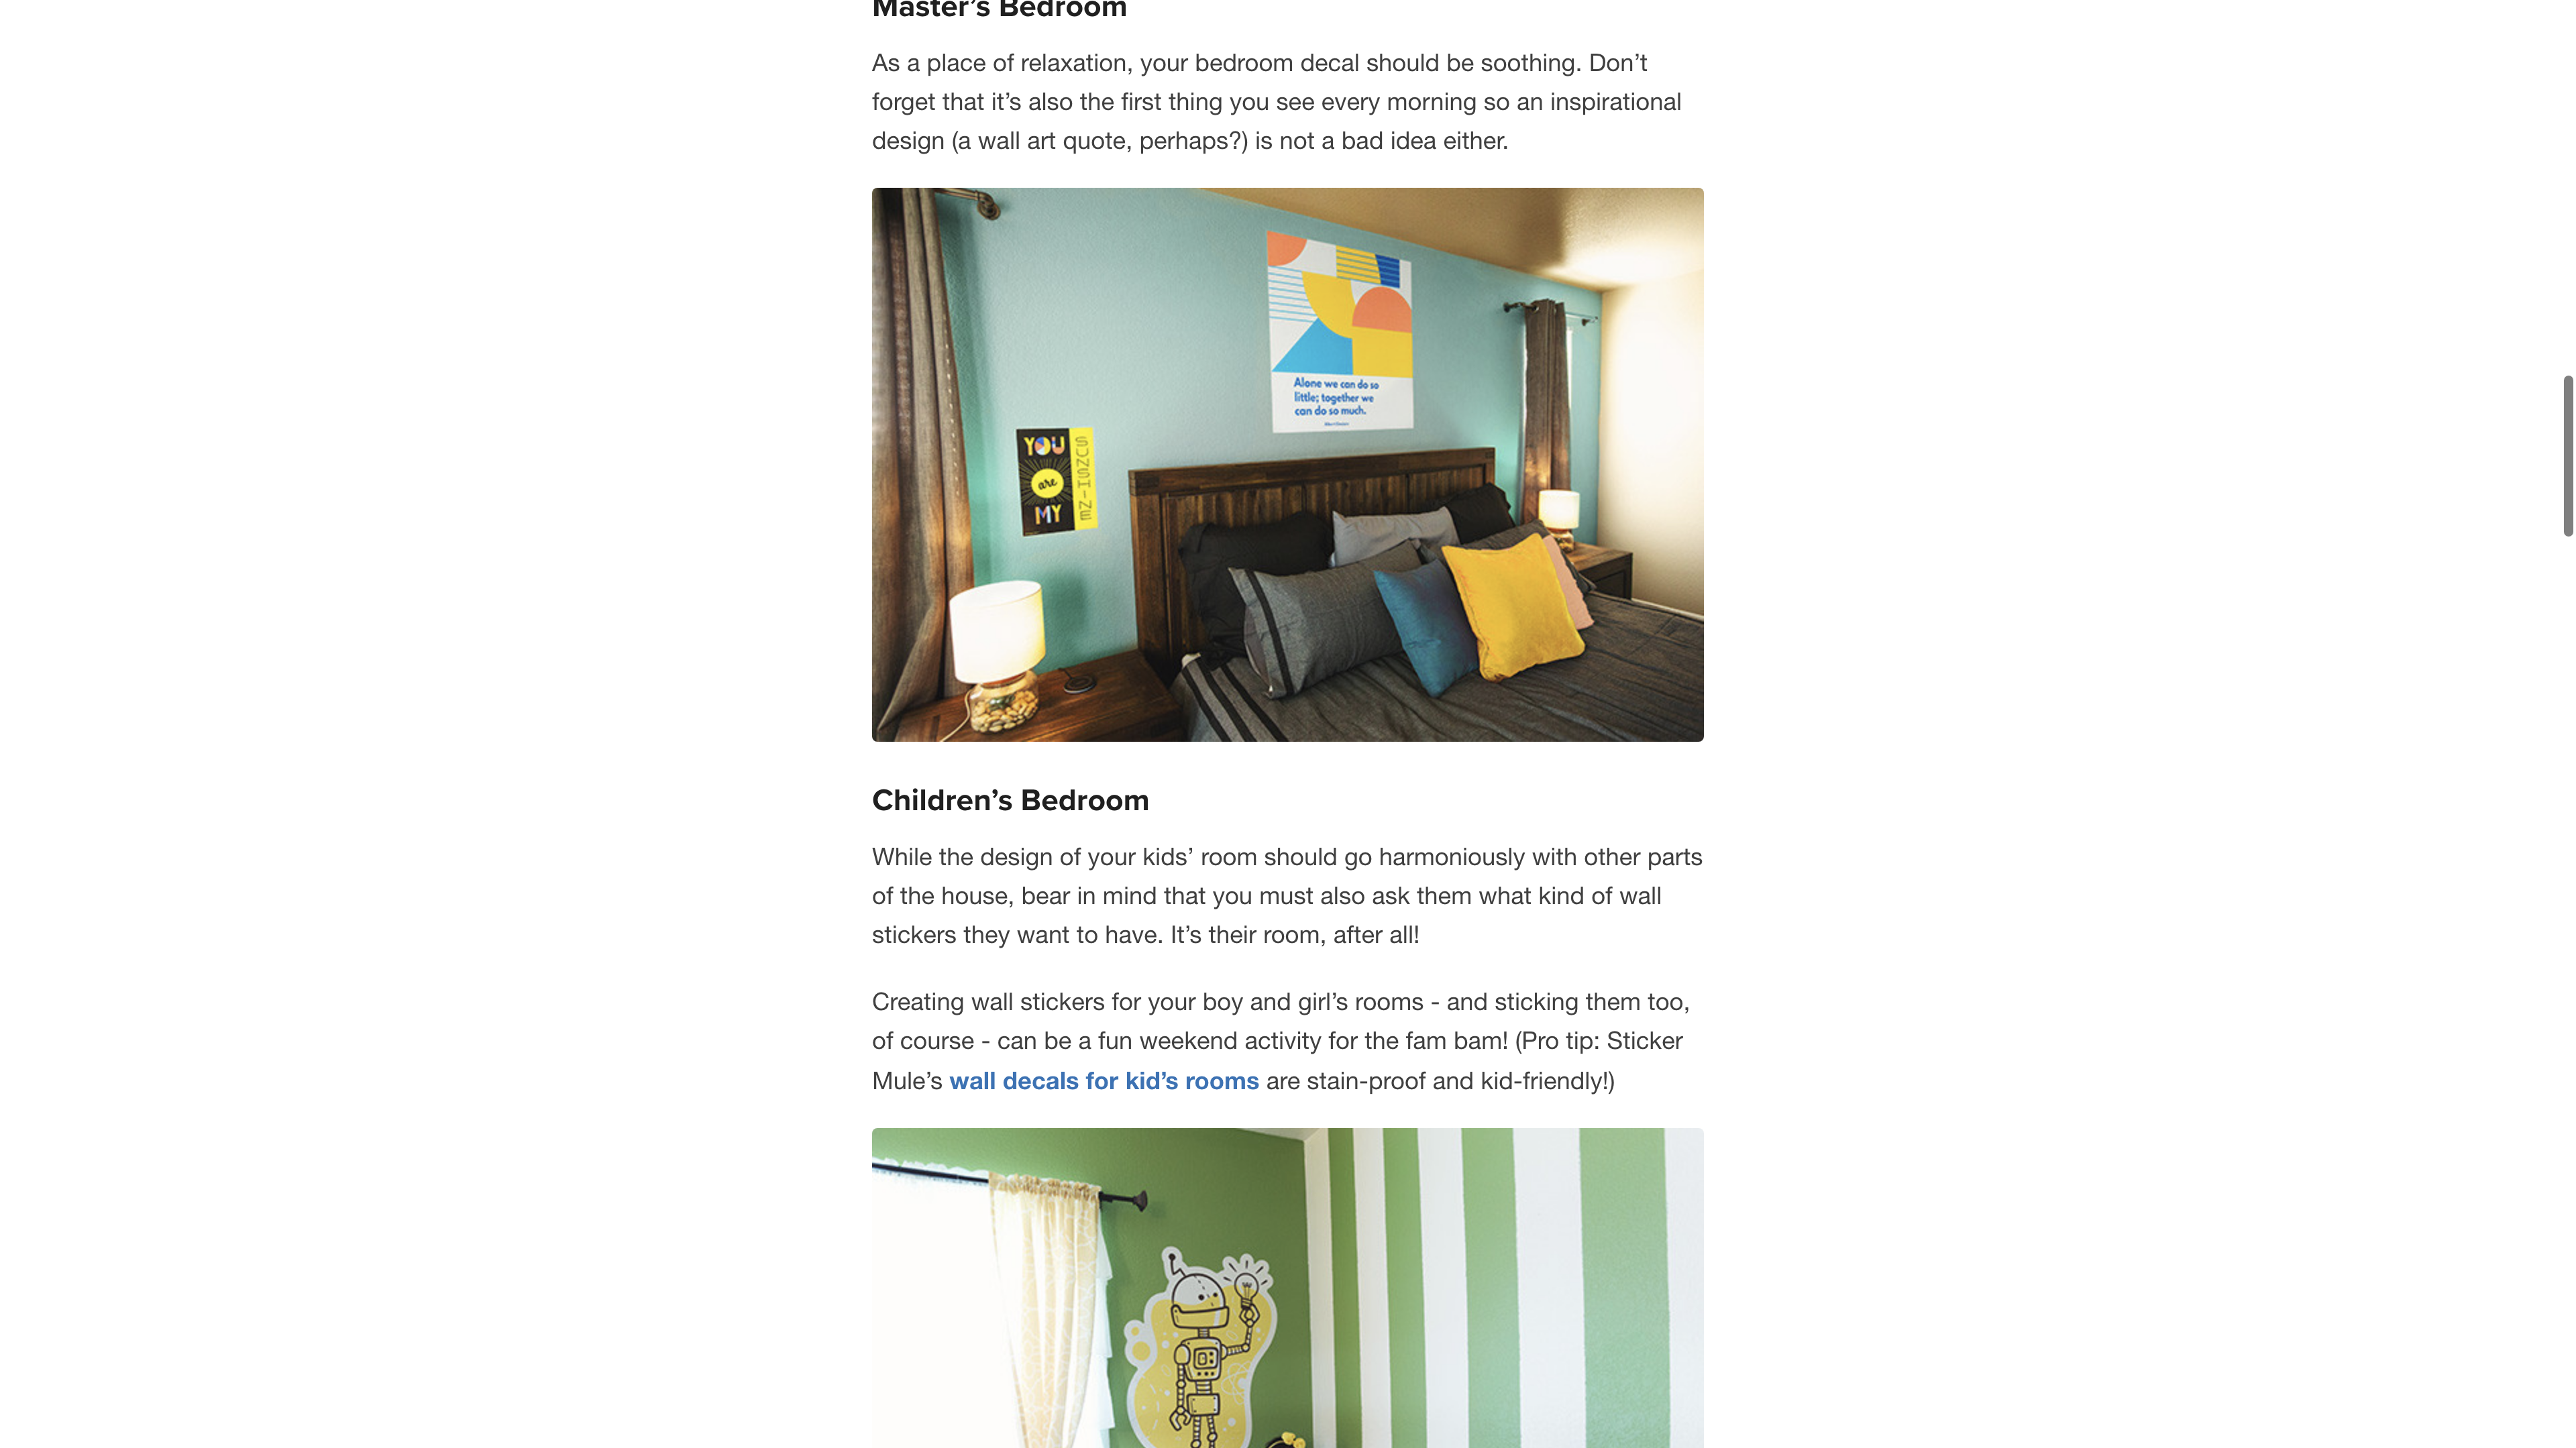 Master’s Bedroom
As a place of relaxation, your bedroom decal should be soothing. Don’t
forget that it’s also the first thing you see every morning so an inspirational
design (a wall art quote, perhaps?) is not a bad idea either.
Alone we can do so
little; together we
can do so much.
YOU
are
MY
SUNSHINE
Children’s Bedroom
While the design of your kids’ room should go harmoniously with other parts
of the house, bear in mind that you must also ask them what kind of wall
stickers they want to have. It’s their room, after all!
Creating wall stickers for your boy and girl’s rooms - and sticking them too,
of course - can be a fun weekend activity for the fam bam! (Pro tip: Sticker
Mule’s wall decals for kid’s rooms are stain-proof and kid-friendly!)